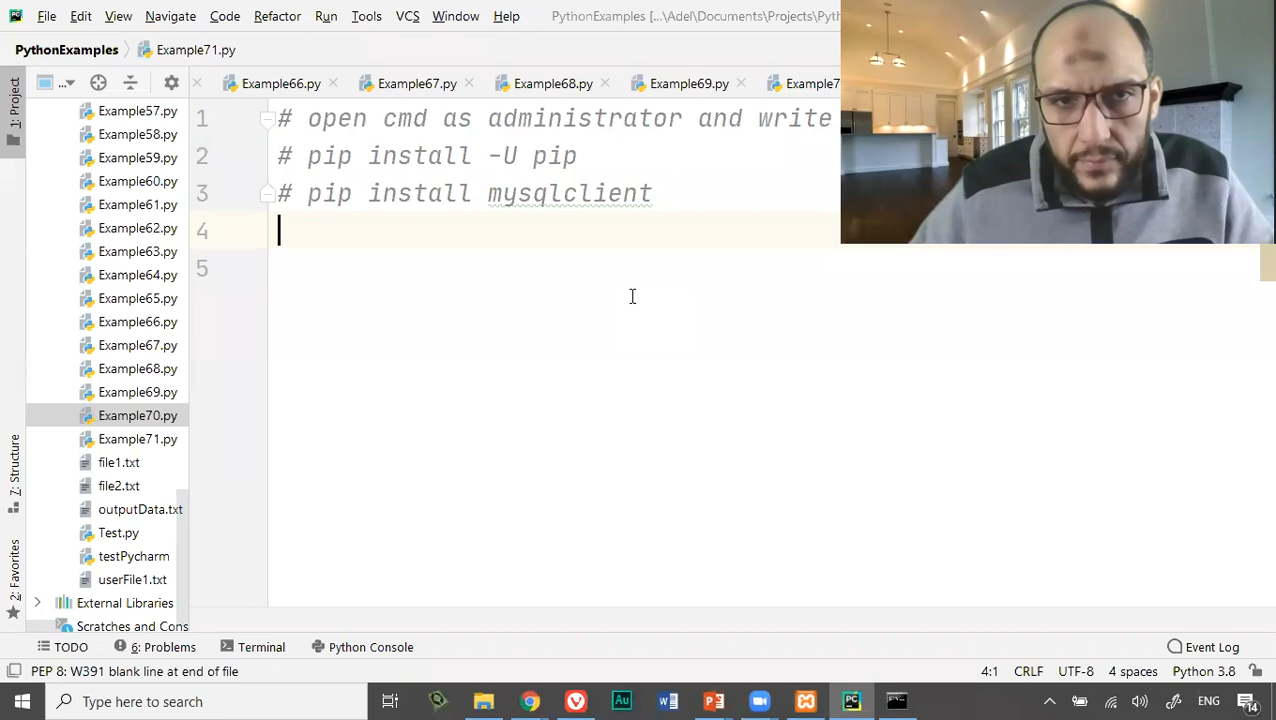 File Edit View Navigate Code Refactor Run Tools VCS Window Help PythonExamples [...\Adel\Documents\Projects\Pyth
PythonExamples Example71.py
... Example66.py Example67.py Example68.py Example69.py Example7
1: Project
Example57.py
Example58.py
Example59.py
Example60.py
Example61.py
Example62.py
Example63.py
Example64.py
Example65.py
Example66.py
Example67.py
Example68.py
Example69.py
Example70.py
Example71.py
file1.txt
file2.txt
outputData.txt
Test.py
testPycharm
userFile1.txt
External Libraries
Scratches and Cons
7: Structure
2: Favorites
1 # open cmd as administrator and write
2 # pip install -U pip
3 # pip install mysqlclient
4
5
TODO 6: Problems Terminal Python Console Event Log
PEP 8: W391 blank line at end of file 4:1 CRLF UTF-8 4 spaces Python 3.8
Type here to search ENG 14